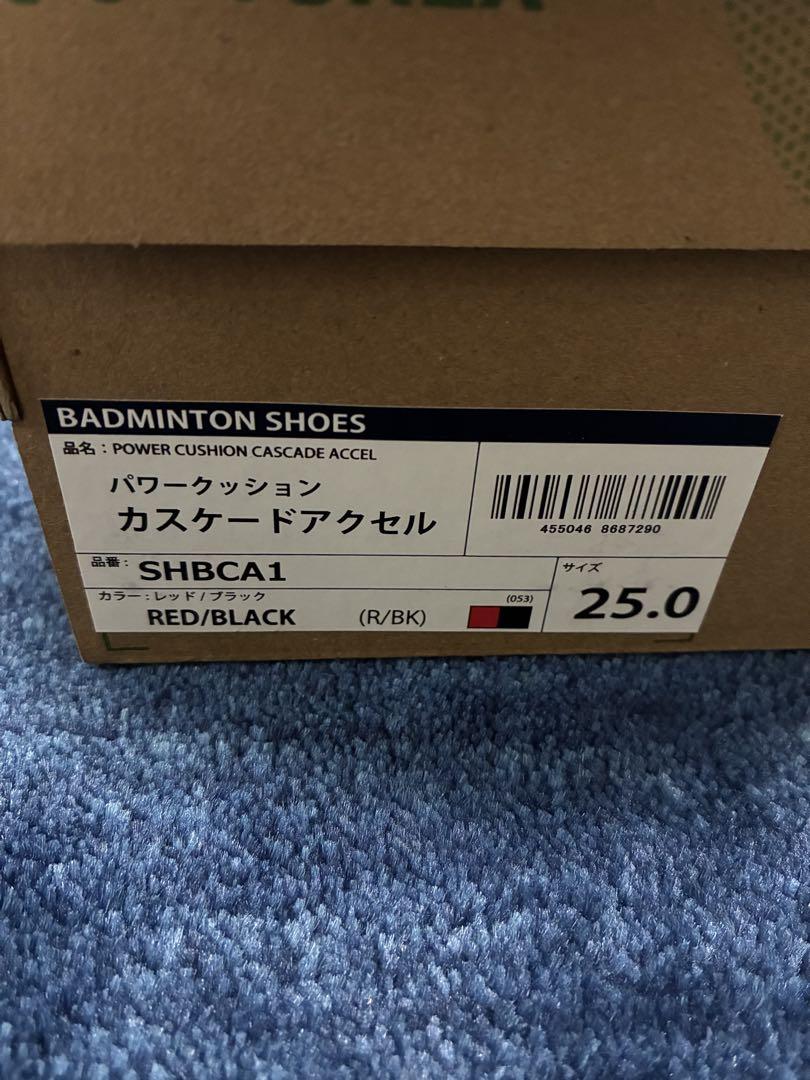 BADMINTON SHOES
品名：POWER CUSHION CASCADE ACCEL
パワークッション
カスケードアクセル
455046 8687290
品番：
SHBCA1
サイズ
25.0
カラー：レッド/ブラック
(053)
RED/BLACK (R/BK)